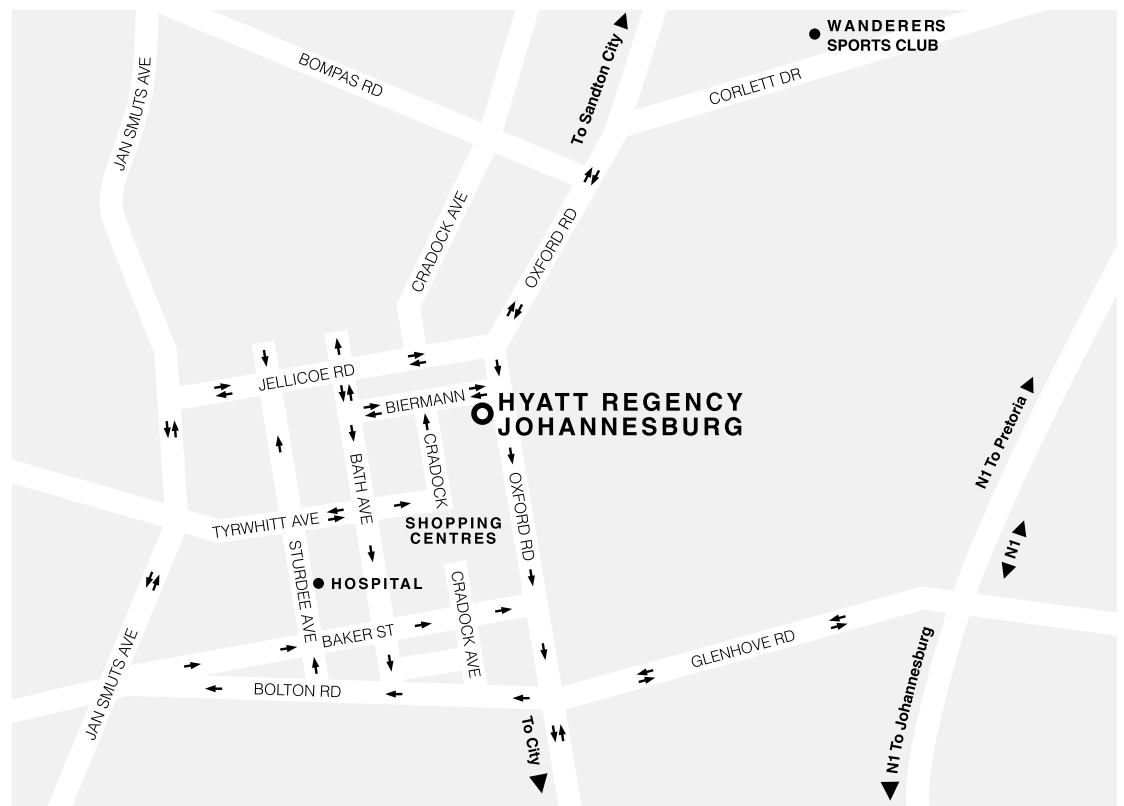 WANDERERS
SPORTS CLUB
To Sandton City
BOMPAS RD
CORLETT DR
JAN SMUTS AVE
CRADOCK AVE
OXFORD RD
JELLICOE RD
BIERMANN
HYATT REGENCY
JOHANNESBURG
N1 To Pretoria
CRADOCK
BATH AVE
OXFORD RD
TYRWHITT AVE
SHOPPING
CENTRES
N1
STURDEE AVE
HOSPITAL
CRADOCK AVE
BAKER ST
GLENHOVE RD
JAN SMUTS AVE
BOLTON RD
N1 To Johannesburg
To City